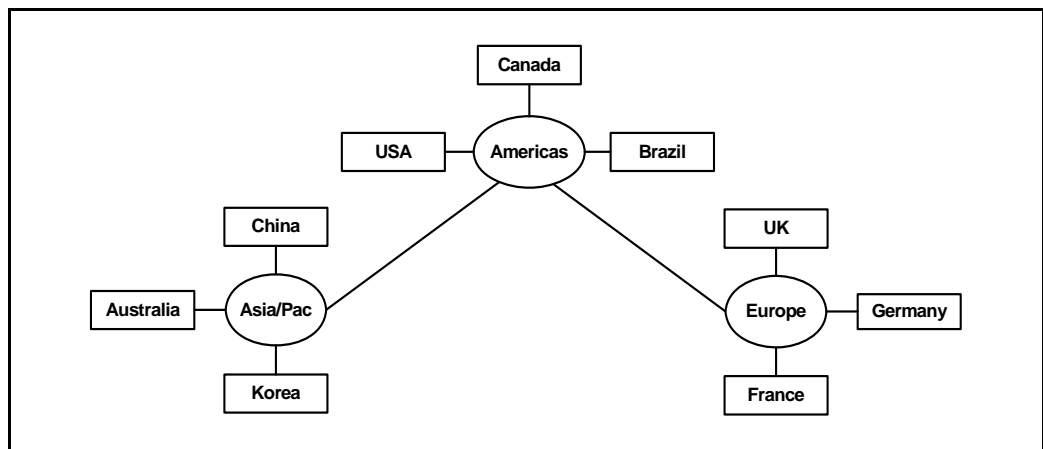 Canada
USA
Americas
Brazil
China
UK
Australia
Asia/Pac
Europe
Germany
Korea
France